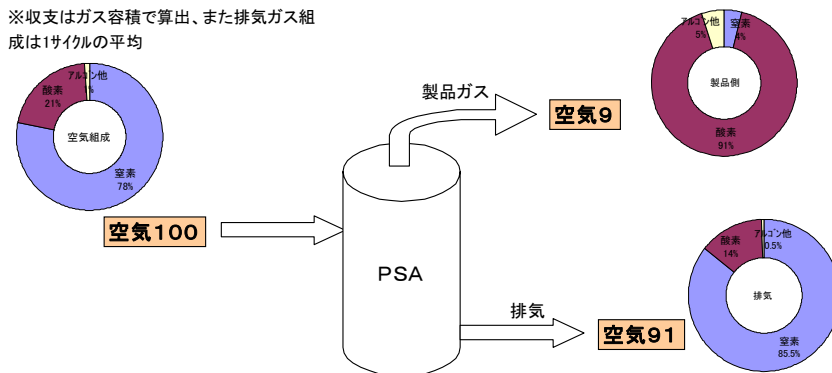 ※収支はガス容積で算出、また排気ガス組
成は1サイクルの平均
アルゴン他
1%
酸素
21%
空気組成
窒素
78%
空気100
製品ガス
空気9
アルコン他
5%
窒素
4%
製品側
酸素
91%
PSA
排気
空気91
アルゴン他
0.5%
酸素
14%
排気
窒素
85.5%